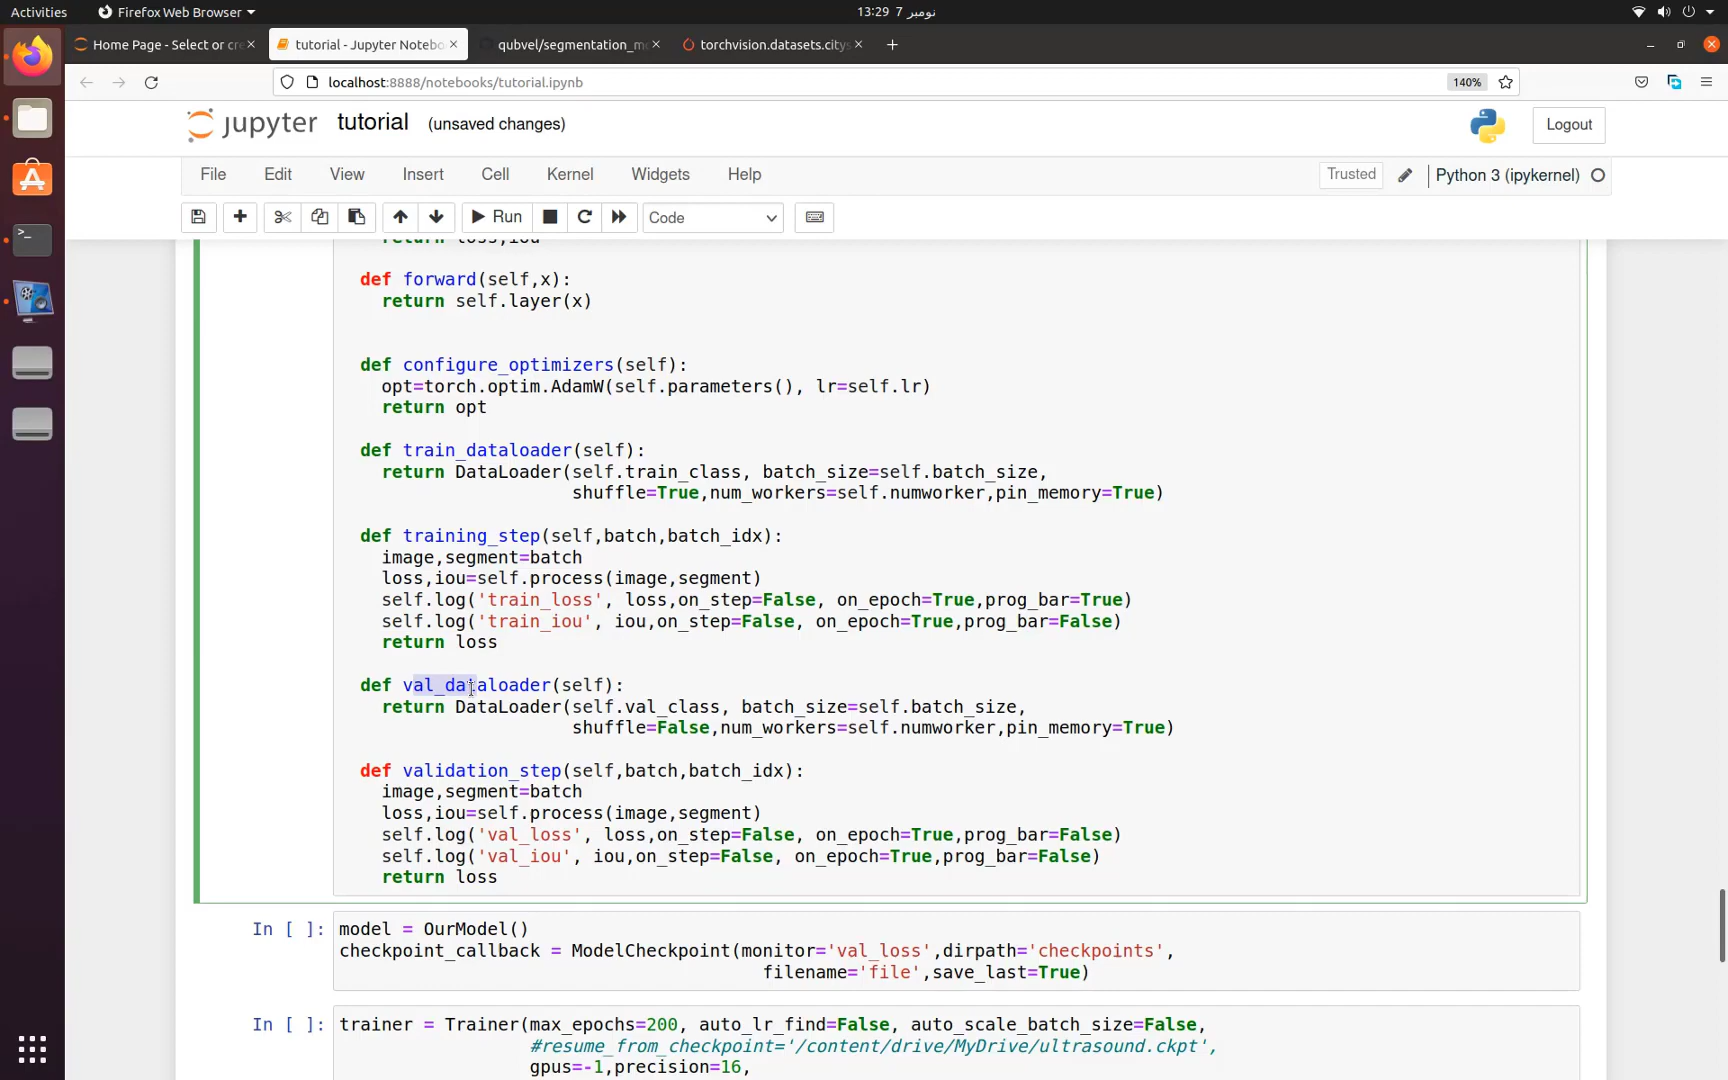 Activities
Firefox Web Browser
13:29 7 نومبر
Home Page - Select or cre
tutorial - Jupyter Notebo
qubvel/segmentation_mo
torchvision.datasets.citys
localhost:8888/notebooks/tutorial.ipynb
140%
jupyter tutorial (unsaved changes)
Logout
File Edit View Insert Cell Kernel Widgets Help
Trusted
Python 3 (ipykernel)
Run
Code
return loss,iou
def forward(self,x):
return self.layer(x)
def configure_optimizers(self):
opt=torch.optim.AdamW(self.parameters(), lr=self.lr)
return opt
def train_dataloader(self):
return DataLoader(self.train_class, batch_size=self.batch_size,
shuffle=True,num_workers=self.numworker,pin_memory=True)
def training_step(self,batch,batch_idx):
image,segment=batch
loss,iou=self.process(image,segment)
self.log('train_loss', loss,on_step=False, on_epoch=True,prog_bar=True)
self.log('train_iou', iou,on_step=False, on_epoch=True,prog_bar=False)
return loss
def val_dataloader(self):
return DataLoader(self.val_class, batch_size=self.batch_size,
shuffle=False,num_workers=self.numworker,pin_memory=True)
def validation_step(self,batch,batch_idx):
image,segment=batch
loss,iou=self.process(image,segment)
self.log('val_loss', loss,on_step=False, on_epoch=True,prog_bar=False)
self.log('val_iou', iou,on_step=False, on_epoch=True,prog_bar=False)
return loss
In [ ]: model = OurModel()
checkpoint_callback = ModelCheckpoint(monitor='val_loss',dirpath='checkpoints',
filename='file',save_last=True)
In [ ]: trainer = Trainer(max_epochs=200, auto_lr_find=False, auto_scale_batch_size=False,
#resume_from_checkpoint='/content/drive/MyDrive/ultrasound.ckpt',
gpus=-1,precision=16,